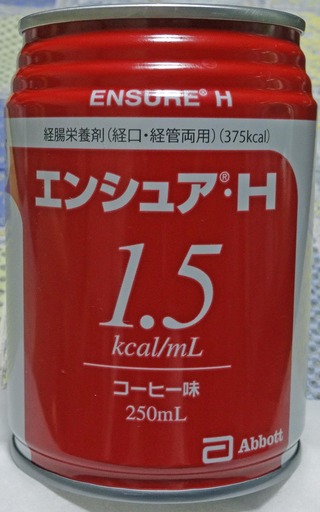 ENSURE® H
経腸栄養剤(経口・経管両用)(375kcal)
エンシュア®・H
1.5
kcal/mL
コーヒー味
250mL
Abbott